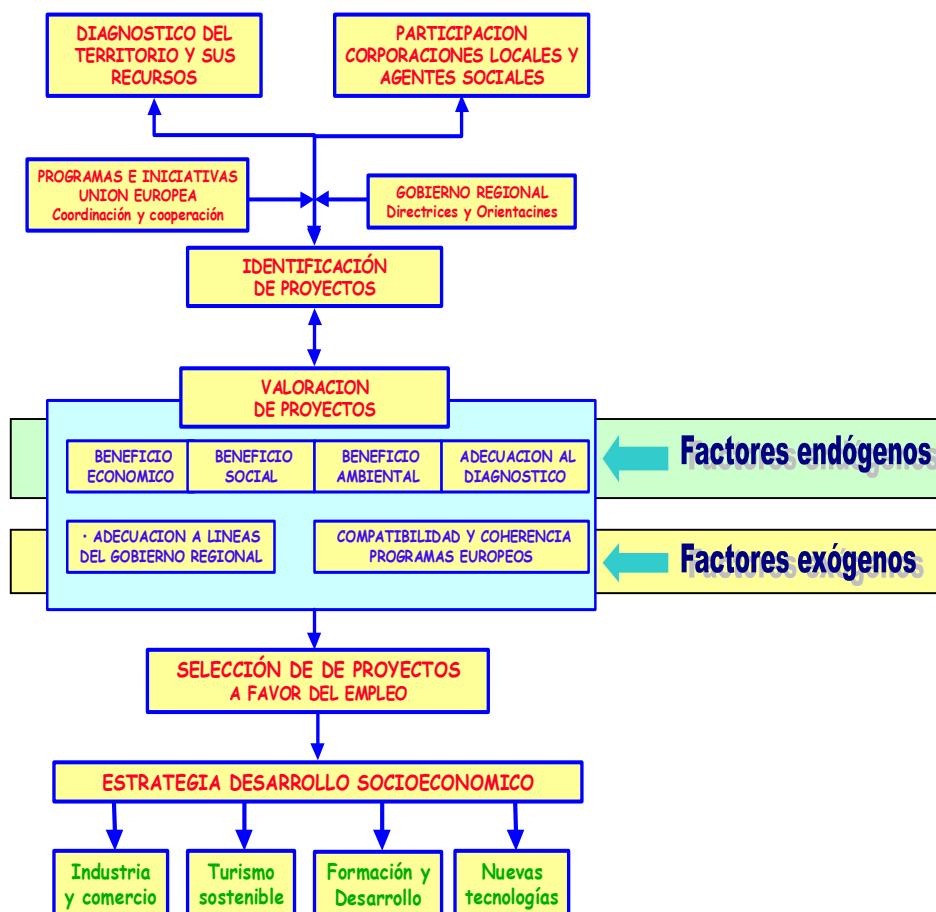 DIAGNOSTICO DEL
TERRITORIO Y SUS
RECURSOS
PARTICIPACION
CORPORACIONES LOCALES Y
AGENTES SOCIALES
PROGRAMAS E INICIATIVAS
UNION EUROPEA
Coordinación y cooperación
GOBIERNO REGIONAL
Directrices y Orientacines
IDENTIFICACIÓN
DE PROYECTOS
VALORACION
DE PROYECTOS
BENEFICIO
ECONOMICO
BENEFICIO
SOCIAL
BENEFICIO
AMBIENTAL
ADECUACION AL
DIAGNOSTICO
Factores endógenos
· ADECUACION A LINEAS
DEL GOBIERNO REGIONAL
COMPATIBILIDAD Y COHERENCIA
PROGRAMAS EUROPEOS
Factores exógenos
SELECCIÓN DE DE PROYECTOS
A FAVOR DEL EMPLEO
ESTRATEGIA DESARROLLO SOCIOECONOMICO
Industria
y comercio
Turismo
sostenible
Formación y
Desarrollo
Nuevas
tecnologías